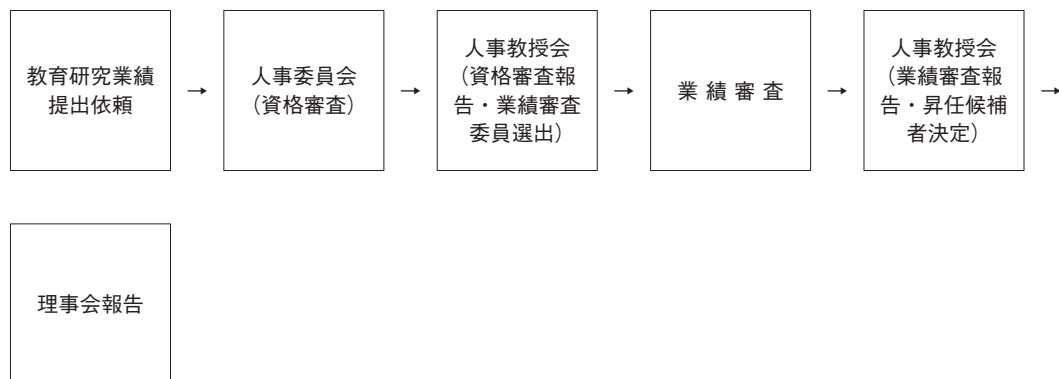 教育研究業績
提出依頼
→
人事委員会
（資格審査）
→
人事教授会
（資格審査報
告・業績審査
委員選出）
→
業 績 審 査
→
人事教授会
（業績審査報
告・昇任候補
者決定）
→
理事会報告